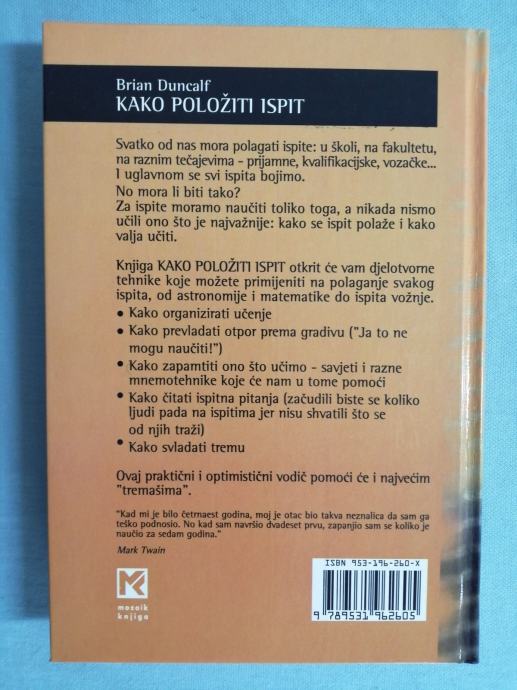 Brian Duncalf
KAKO POLOŽITI ISPIT
Svatko od nas mora polagati ispite: u školi, na fakultetu,
na raznim tečajevima - prijamne, kvalifikacijske, vozačke...
I uglavnom se svi ispita bojimo.
No mora li biti tako?
Za ispite moramo naučiti toliko toga, a nikada nismo
učili ono što je najvažnije: kako se ispit polaže i kako
valja učiti.
Knjiga KAKO POLOŽITI ISPIT otkrit će vam djelotvorne
tehnike koje možete primijeniti na polaganje svakog
ispita, od astronomije i matematike do ispita vožnje.
• Kako organizirati učenje
• Kako prevladati otpor prema gradivu ("Ja to ne
mogu naučiti!")
• Kako zapamtiti ono što učimo - savjeti i razne
mnemotehnike koje će nam u tome pomoći
• Kako čitati ispitna pitanja (začudili biste se koliko
ljudi pada na ispitima jer nisu shvatili što se
od njih traži)
• Kako svladati tremu
Ovaj praktični i optimistični vodič pomoći će i najvećim
"tremašima".
"Kad mi je bilo četrnaest godina, moj je otac bio takva neznalica da sam ga
teško podnosio. No kad sam navršio dvadeset prvu, zapanjio sam se koliko je
naučio za sedam godina."
Mark Twain
mozaik
knjiga
ISBN 953-196-260-X
9 789531 962605